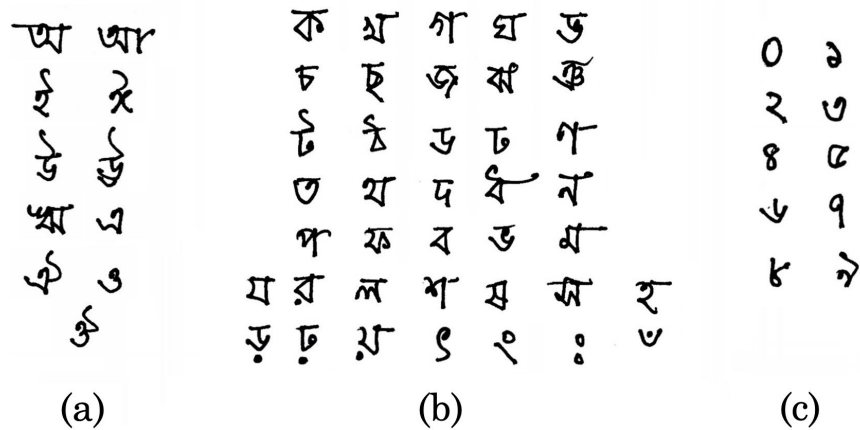 অ আ
ই ঈ
উ ঊ
ঋ এ
ঐ ও
ঔ
(a)
ক খ গ ঘ ঙ
চ ছ জ ঝ ঞ
ট ঠ ড ঢ ণ
ত থ দ ধ ন
প ফ ব ভ ম
য র ল শ ষ স হ
ড় ঢ় য় ৎ ং ঃ ঁ
(b)
০ ১
২ ৩
৪ ৫
৬ ৭
৮ ৯
(c)